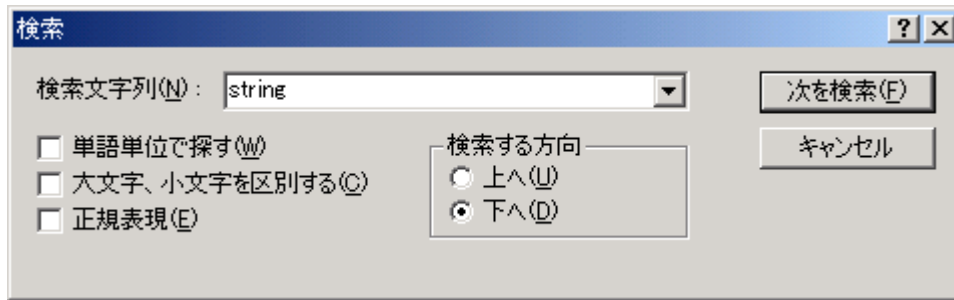 検索
検索文字列(N): string 次を検索(F)
単語単位で探す(W) 検索する方向 キャンセル
大文字、小文字を区別する(C) 上へ(U)
正規表現(E) 下へ(D)